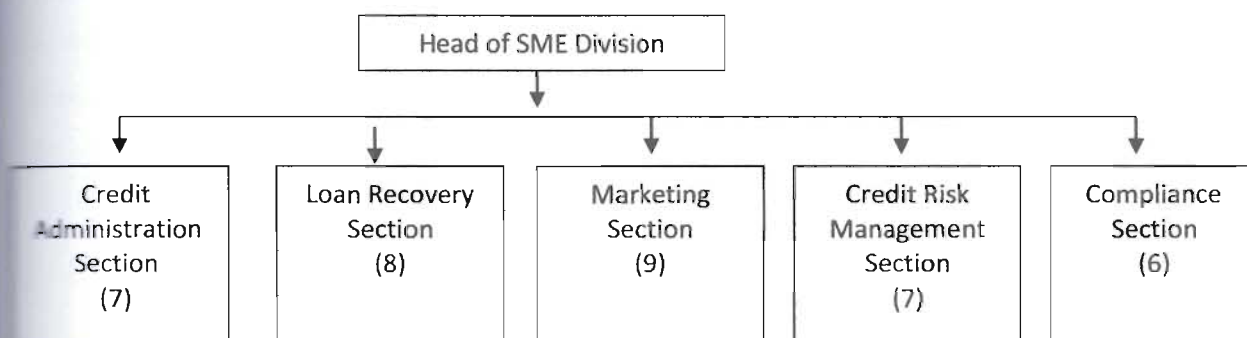 Head of SME Division
Credit
Administration
Section
(7)
Loan Recovery
Section
(8)
Marketing
Section
(9)
Credit Risk
Management
Section
(7)
Compliance
Section
(6)